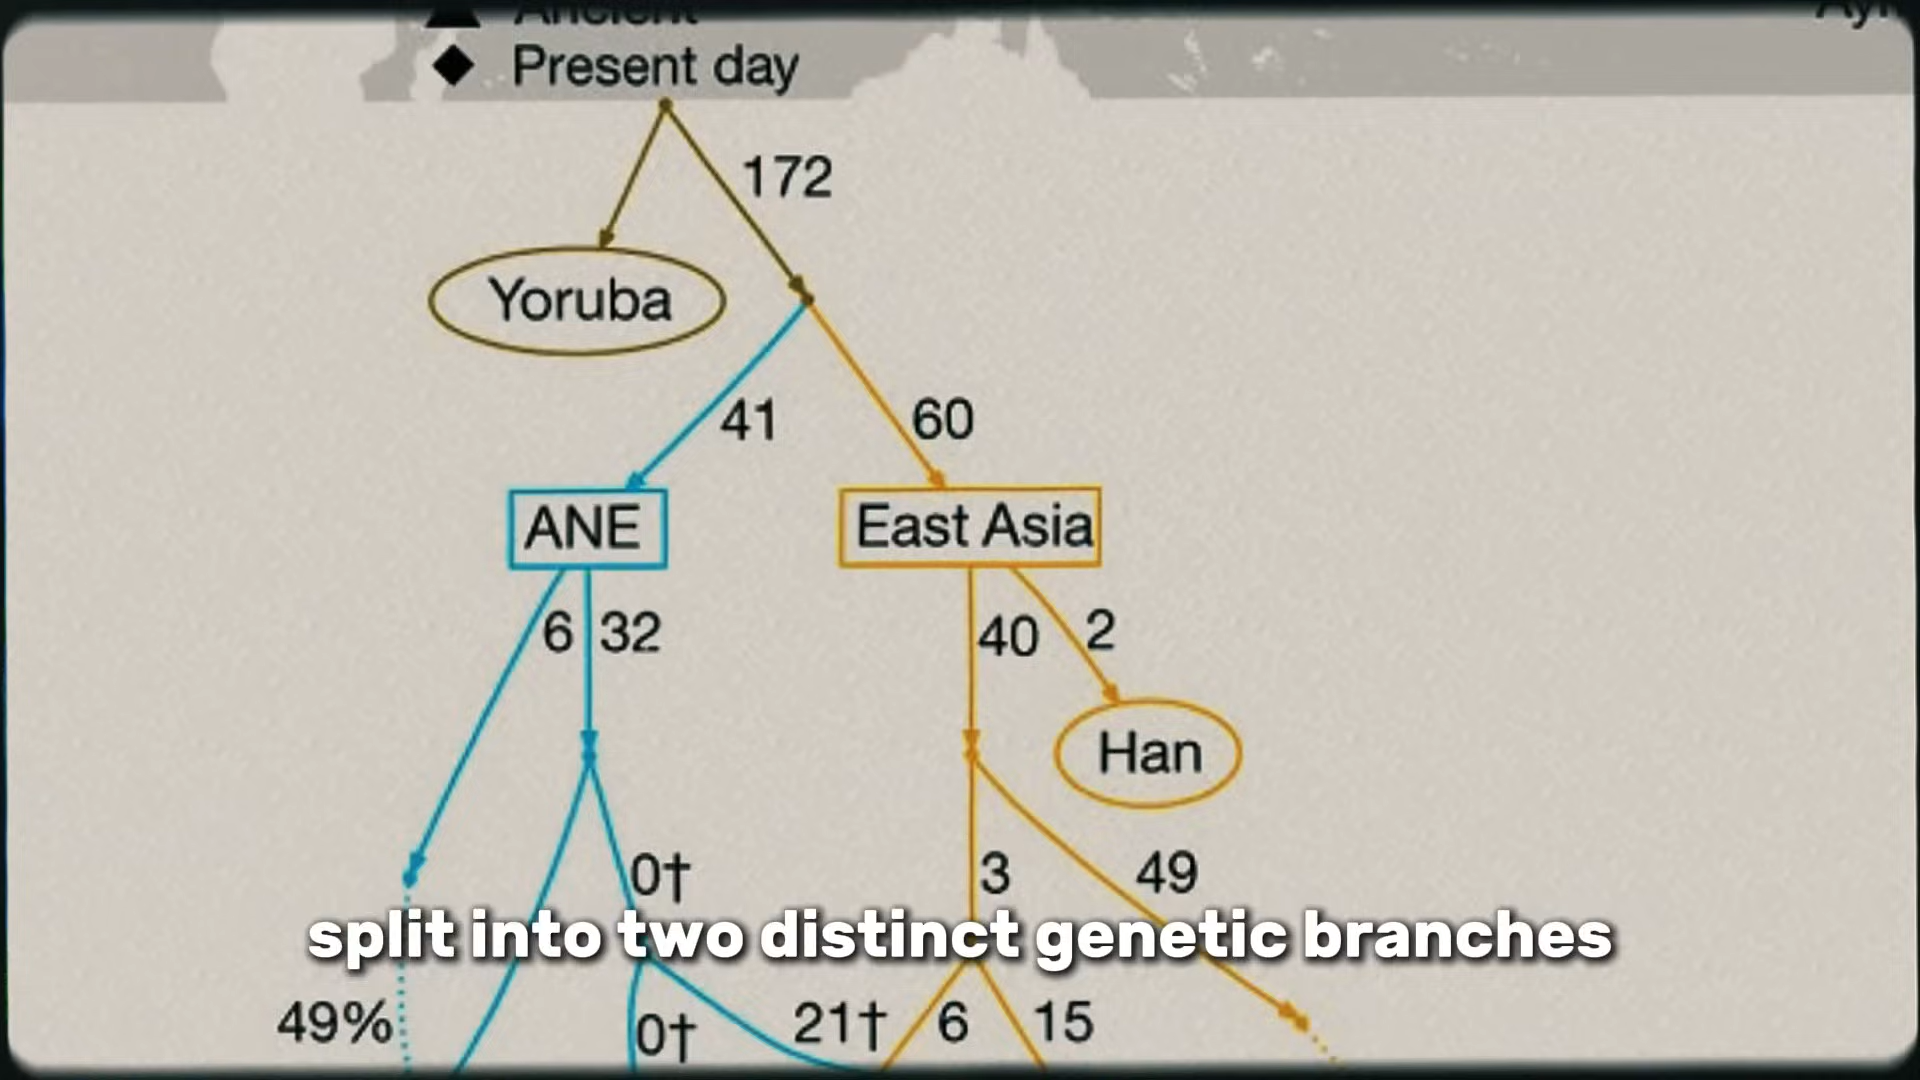 Ancient
Present day
172
Yoruba
41
60
ANE
East Asia
6
32
40
2
Han
0†
3
49
split into two distinct genetic branches
49%
0†
21†
6
15